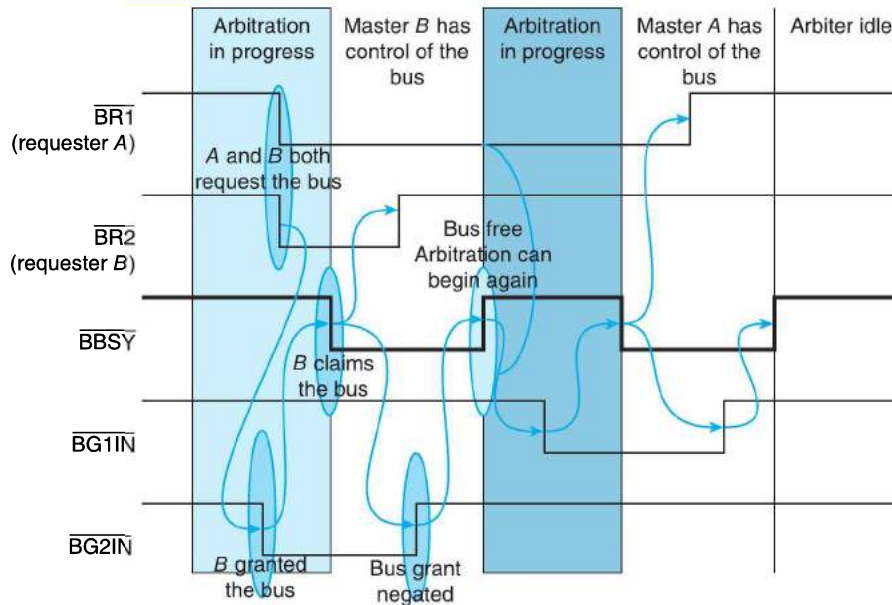 Arbitration
in progress
Master B has
control of the
bus
Arbitration
in progress
Master A has
control of the
bus
Arbiter idle
BR1
(requester A)
A and B both
request the bus
BR2
(requester B)
Bus free
Arbitration can
begin again
BBSY
B claims
the bus
BG1IN
BG2IN
B granted
the bus
Bus grant
negated